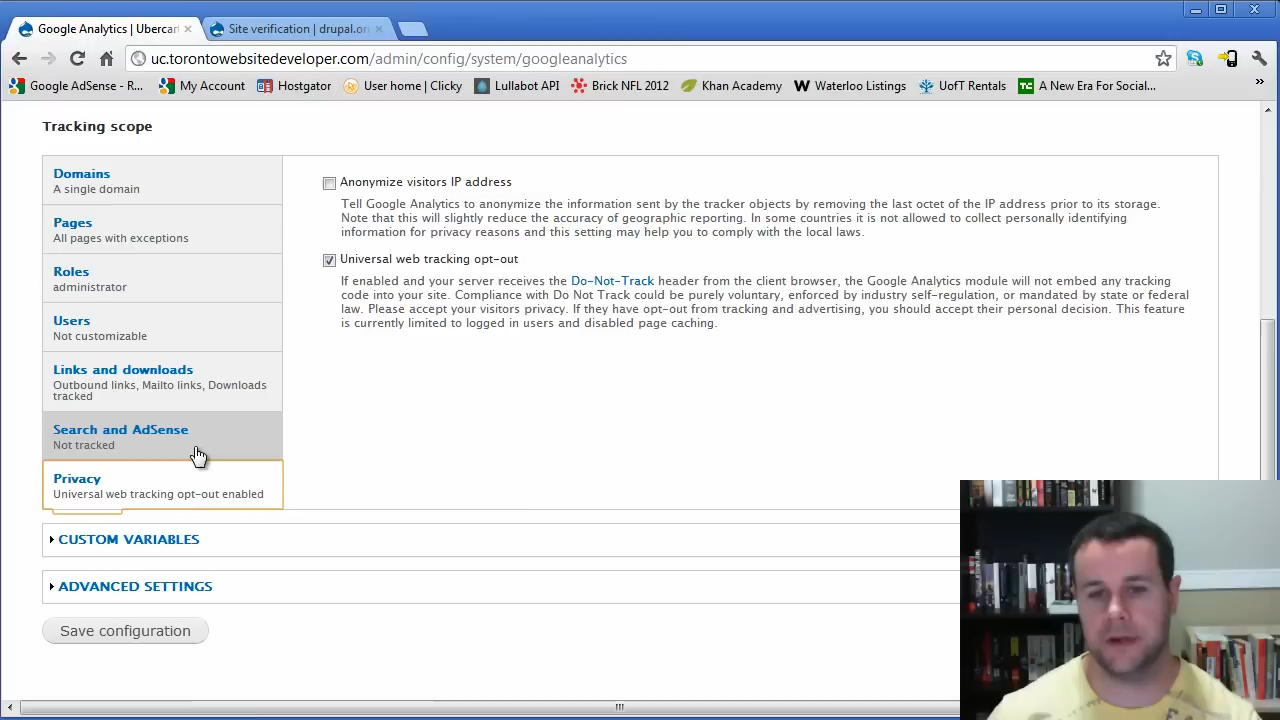 Google Analytics | Ubercar
Site verification | drupal.or
uc.torontowebsitedeveloper.com/admin/config/system/googleanalytics
Google AdSense - R... My Account Hostgator User home | Clicky Lullabot API Brick NFL 2012 Khan Academy Waterloo Listings UofT Rentals TC A New Era For Social... »
Tracking scope
Domains
A single domain
Pages
All pages with exceptions
Roles
administrator
Users
Not customizable
Links and downloads
Outbound links, Mailto links, Downloads
tracked
Search and AdSense
Not tracked
Privacy
Universal web tracking opt-out enabled
Anonymize visitors IP address
Tell Google Analytics to anonymize the information sent by the tracker objects by removing the last octet of the IP address prior to its storage.
Note that this will slightly reduce the accuracy of geographic reporting. In some countries it is not allowed to collect personally identifying
information for privacy reasons and this setting may help you to comply with the local laws.
Universal web tracking opt-out
If enabled and your server receives the Do-Not-Track header from the client browser, the Google Analytics module will not embed any tracking
code into your site. Compliance with Do Not Track could be purely voluntary, enforced by industry self-regulation, or mandated by state or federal
law. Please accept your visitors privacy. If they have opt-out from tracking and advertising, you should accept their personal decision. This feature
is currently limited to logged in users and disabled page caching.
CUSTOM VARIABLES
ADVANCED SETTINGS
Save configuration